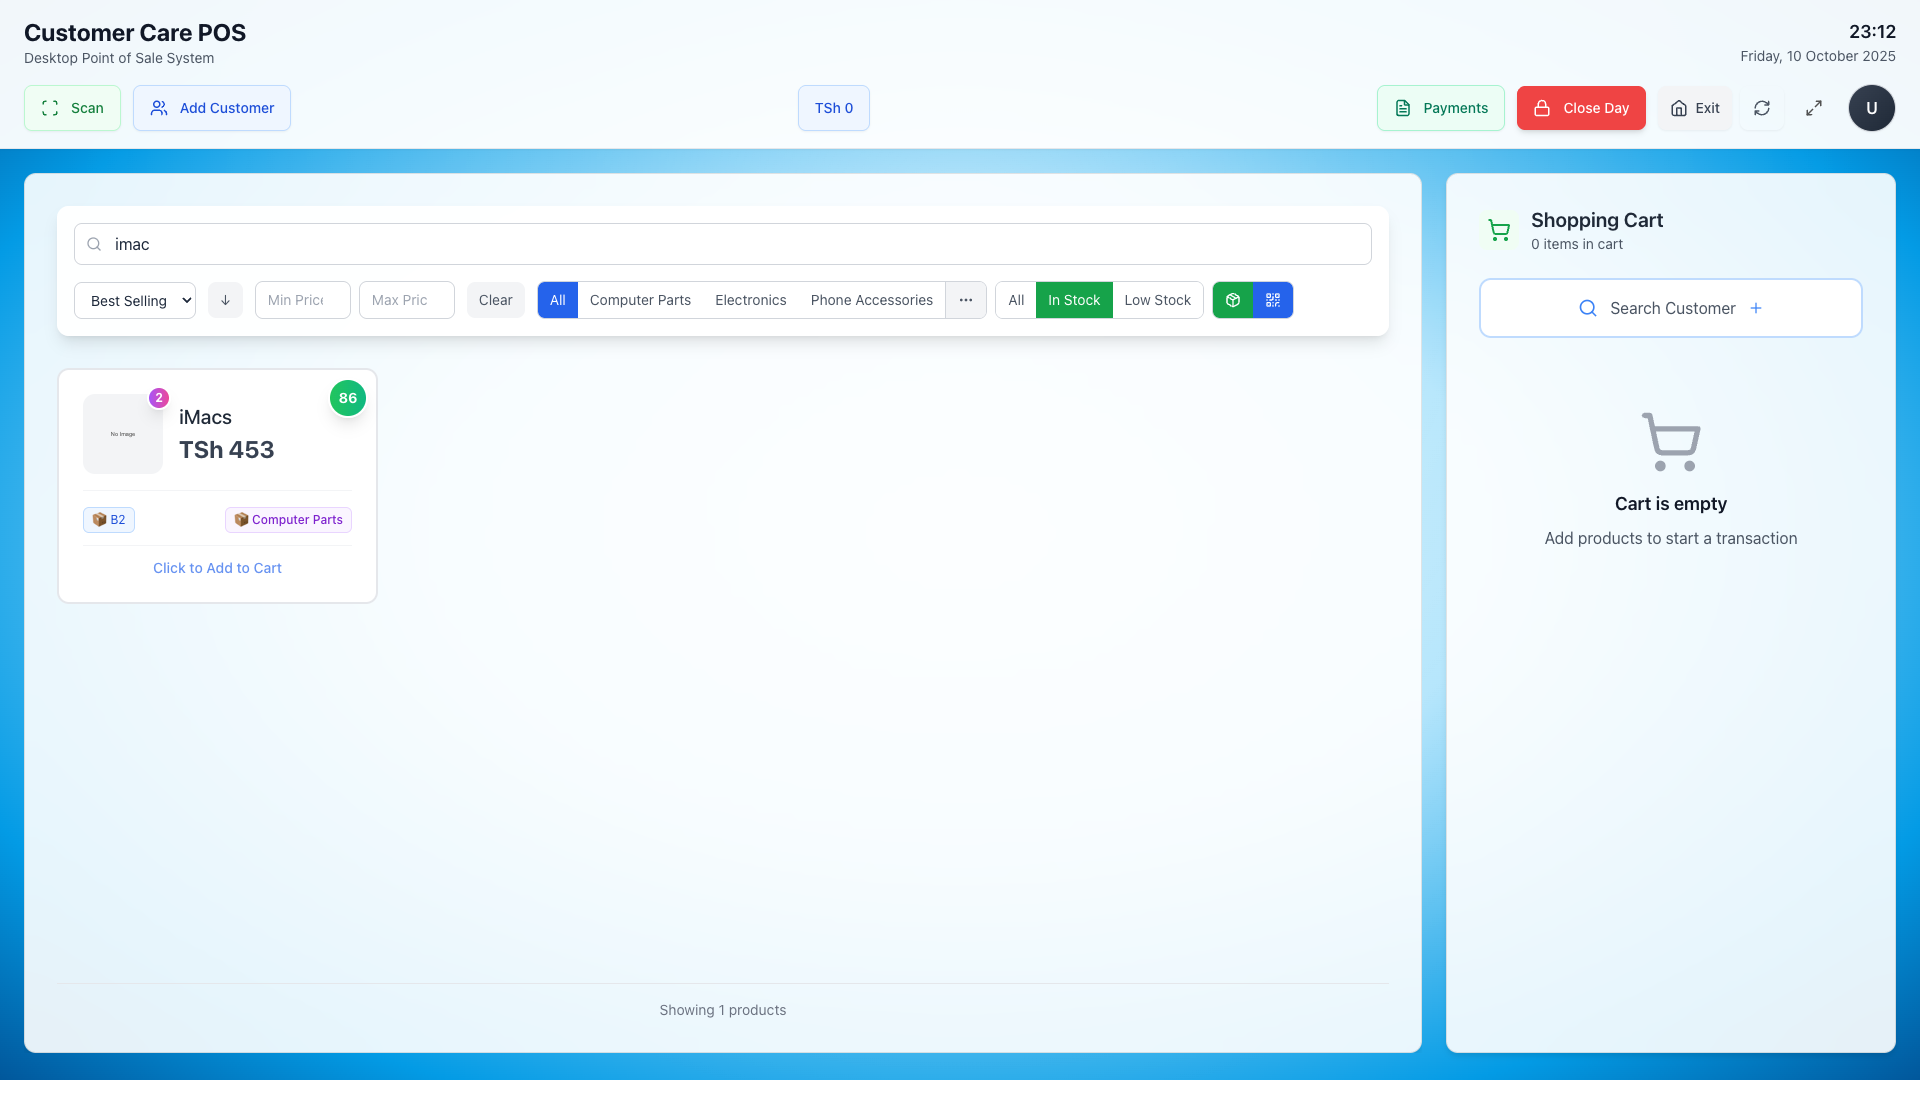 Customer Care POS
Desktop Point of Sale System
23:12
Friday, 10 October 2025
Scan
Add Customer
TSh 0
Payments
Close Day
Exit
U
imac
Best Selling
Min Price
Max Pric
Clear
All
Computer Parts
Electronics
Phone Accessories
All
In Stock
Low Stock
No Image
2
86
iMacs
TSh 453
B2
Computer Parts
Click to Add to Cart
Showing 1 products
Shopping Cart
0 items in cart
Search Customer
Cart is empty
Add products to start a transaction